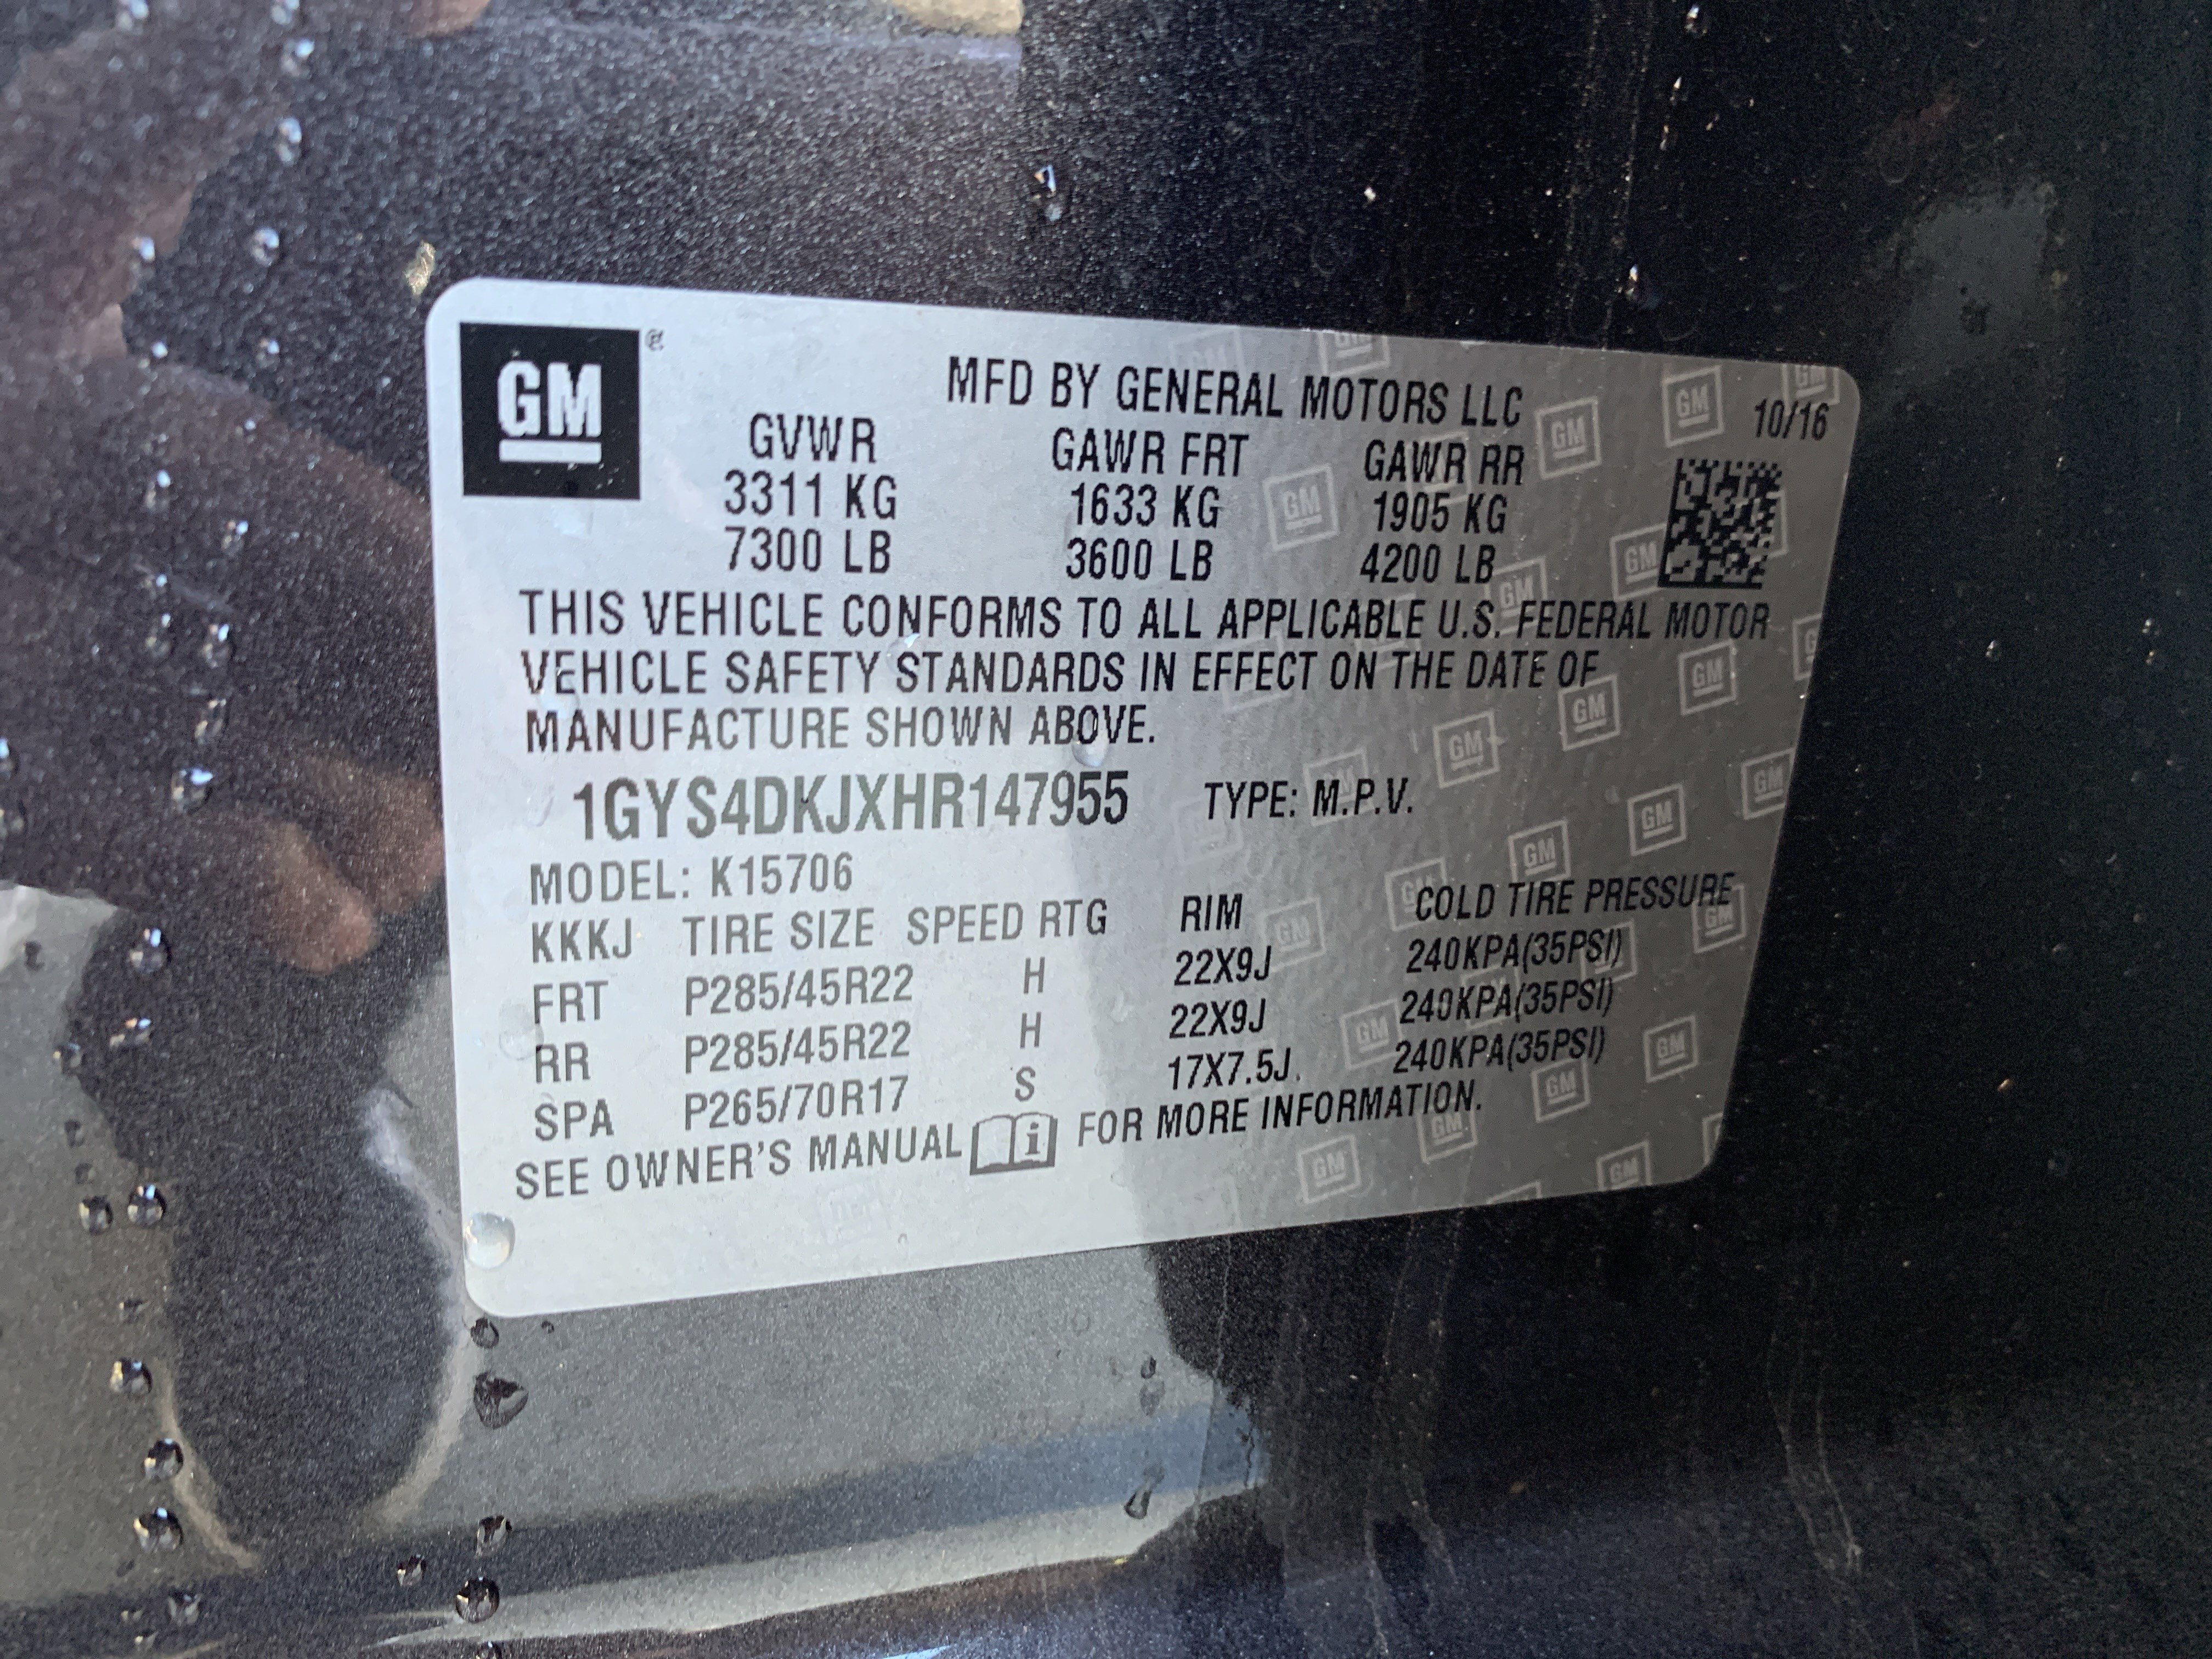 GM ®
MFD BY GENERAL MOTORS LLC
10/16
GVWR GAWR FRT GAWR RR
3311 KG 1633 KG 1905 KG
7300 LB 3600 LB 4200 LB
THIS VEHICLE CONFORMS TO ALL APPLICABLE U.S. FEDERAL MOTOR
VEHICLE SAFETY STANDARDS IN EFFECT ON THE DATE OF
MANUFACTURE SHOWN ABOVE.
1GYS4DKJXHR147955 TYPE: M.P.V.
MODEL: K15706
KKKJ TIRE SIZE SPEED RTG RIM COLD TIRE PRESSURE
FRT P285/45R22 H 22X9J 240KPA(35PSI)
RR P285/45R22 H 22X9J 240KPA(35PSI)
SPA P265/70R17 S 17X7.5J 240KPA(35PSI)
SEE OWNER'S MANUAL i FOR MORE INFORMATION.